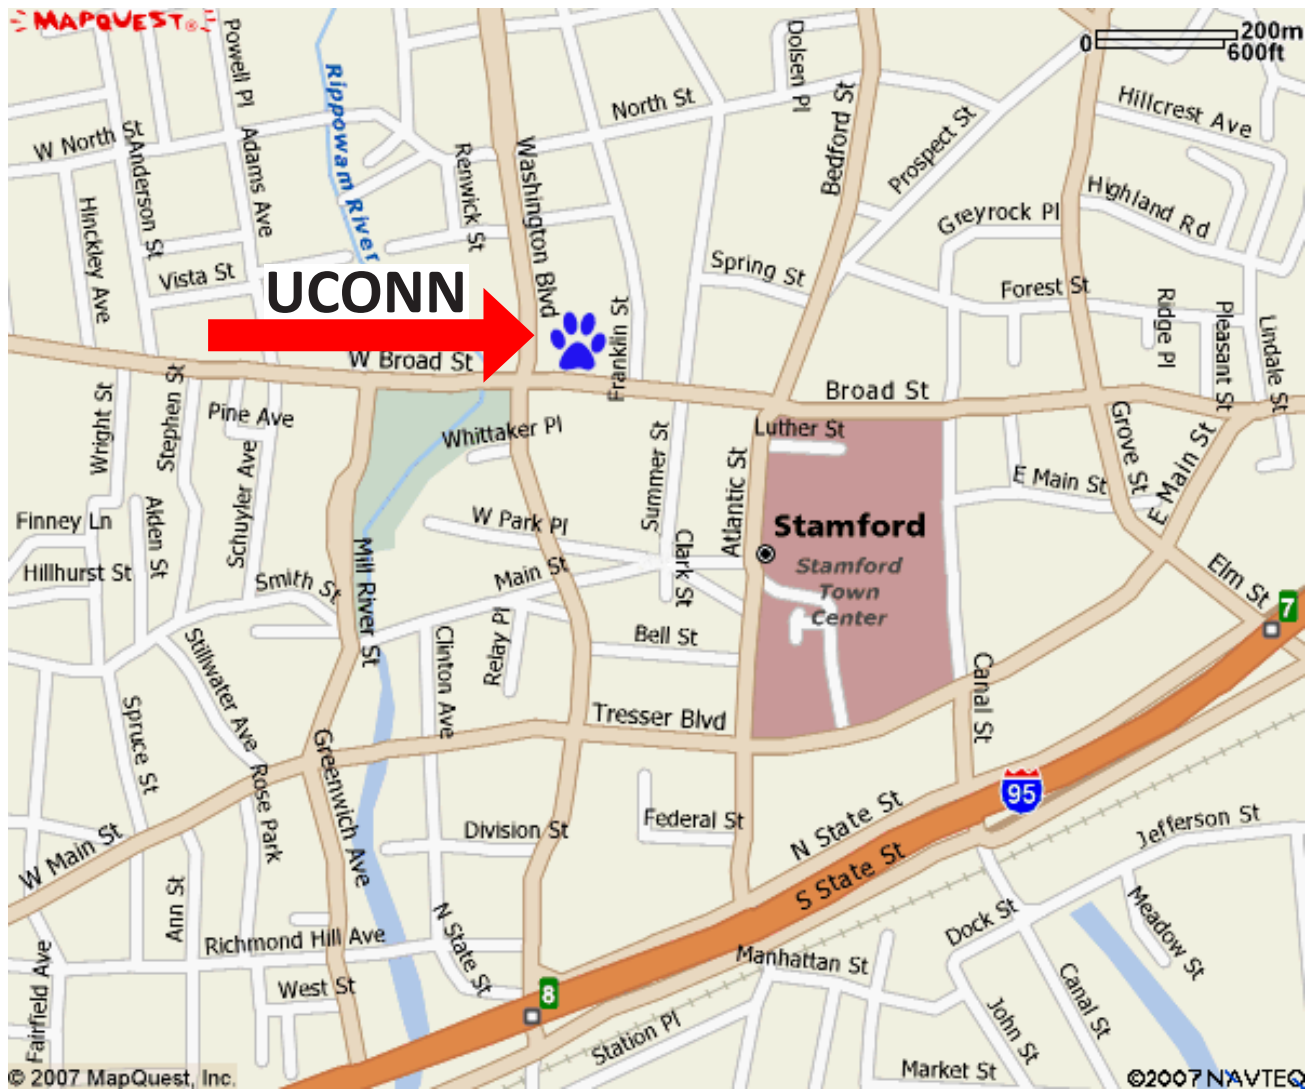 MAPQUEST®
Powell Pl
Dolsen Pl
0
200m
600ft
Rippowam River
North St
Bedford St
Prospect St
Hillcrest Ave
W North St
Anderson St
Adams Ave
Renwick St
Washington Blvd
Highland Rd
Greyrock Pl
Hinckley Ave
Vista St
Spring St
Forest St
UCONN
Franklin St
Ridge Pl
Pleasant St
Lindale St
W Broad St
Broad St
Wright St
Stephen St
Pine Ave
Whittaker Pl
Luther St
Grove St
Schuyler Ave
Summer St
Atlantic St
E Main St
E Main St
Finney Ln
Alden St
W Park Pl
Stamford
Hillhurst St
Smith St
Mill River St
Main St
Clark St
Stamford
Town
Center
Elm St
7
Stillwater Ave
Clinton Ave
Relay Pl
Bell St
Canal St
Spruce St
Tresser Blvd
Greenwich Ave
Rose Park
95
W Main St
Division St
Federal St
N State St
S State St
Jefferson St
Ann St
N State St
Dock St
Meadow St
Richmond Hill Ave
Manhattan St
Fairfield Ave
West St
8
Canal St
John St
Station Pl
Market St
© 2007 MapQuest, Inc.
©2007 NAVTEQ